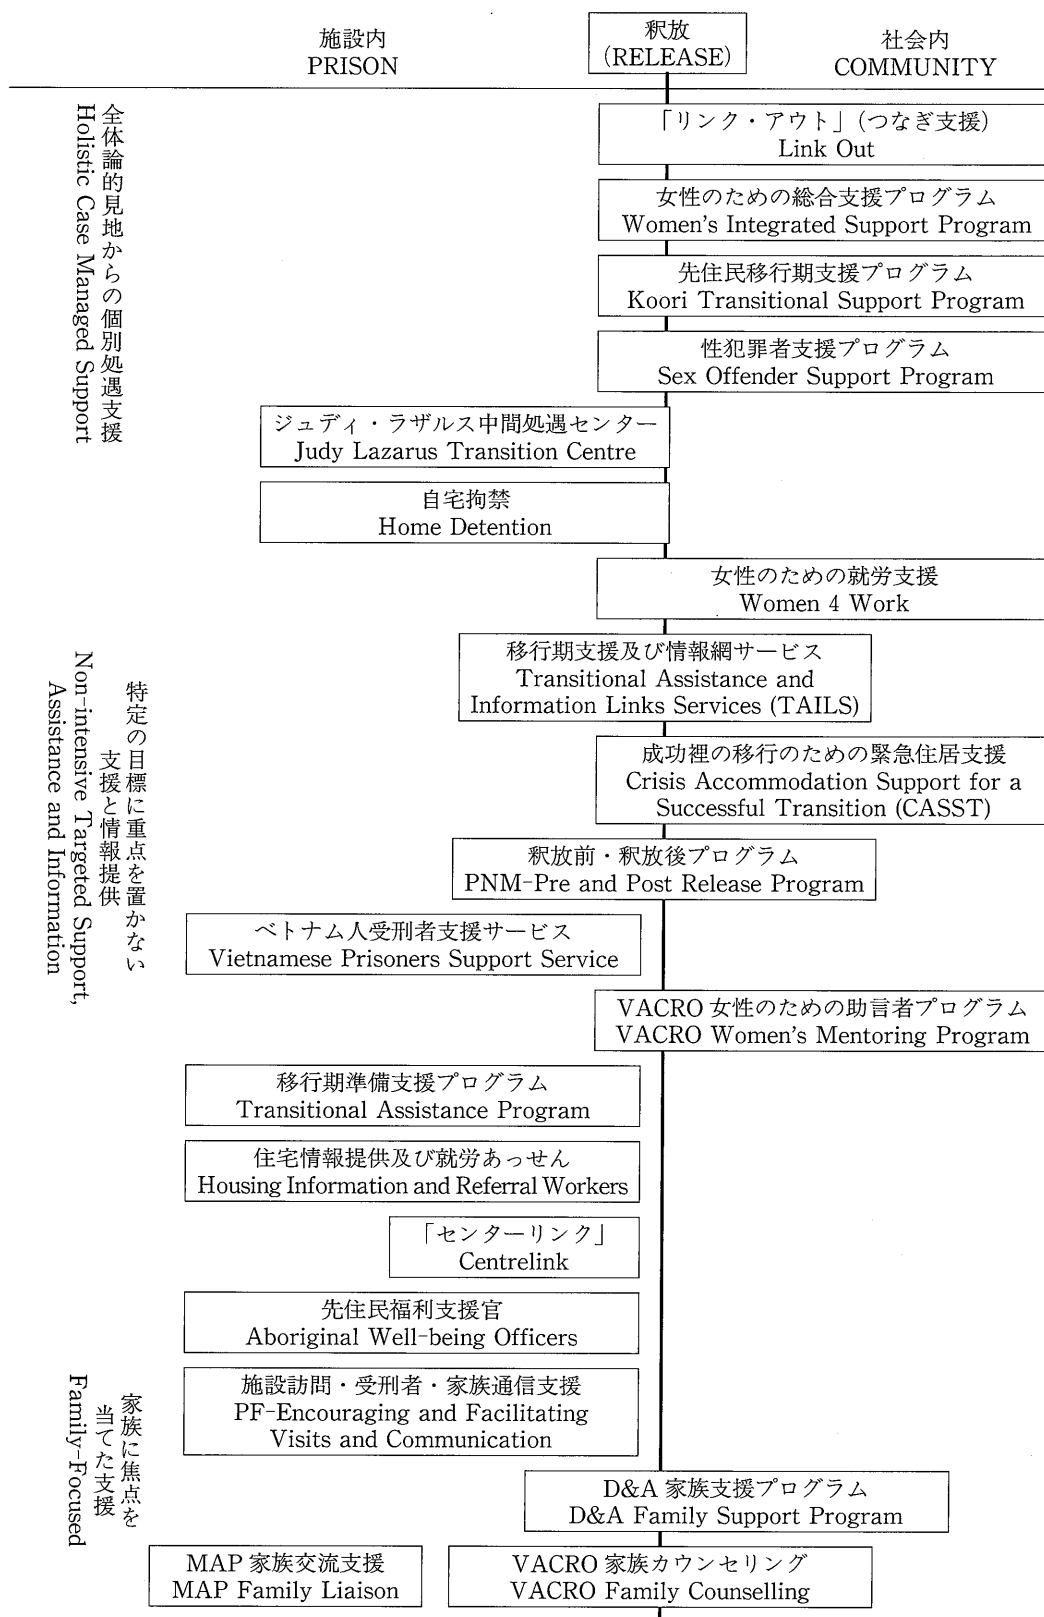 施設内
PRISON
釈放
(RELEASE)
社会内
COMMUNITY
全体論的見地からの個別処遇支援
Holistic Case Managed Support
「リンク・アウト」(つなぎ支援)
Link Out
女性のための総合支援プログラム
Women's Integrated Support Program
先住民移行期支援プログラム
Koori Transitional Support Program
性犯罪者支援プログラム
Sex Offender Support Program
ジュディ・ラザルス中間処遇センター
Judy Lazarus Transition Centre
自宅拘禁
Home Detention
女性のための就労支援
Women 4 Work
特定の目標に重点を置かない
支援と情報提供
Non-intensive Targeted Support,
Assistance and Information
移行期支援及び情報網サービス
Transitional Assistance and
Information Links Services (TAILS)
成功裡の移行のための緊急住居支援
Crisis Accommodation Support for a
Successful Transition (CASST)
釈放前・釈放後プログラム
PNM-Pre and Post Release Program
ベトナム人受刑者支援サービス
Vietnamese Prisoners Support Service
VACRO 女性のための助言者プログラム
VACRO Women's Mentoring Program
移行期準備支援プログラム
Transitional Assistance Program
住宅情報提供及び就労あっせん
Housing Information and Referral Workers
「センターリンク」
Centrelink
先住民福利支援官
Aboriginal Well-being Officers
家族に焦点を
当てた支援
Family-Focused
施設訪問・受刑者・家族通信支援
PF-Encouraging and Facilitating
Visits and Communication
D&A 家族支援プログラム
D&A Family Support Program
MAP 家族交流支援
MAP Family Liaison
VACRO 家族カウンセリング
VACRO Family Counselling